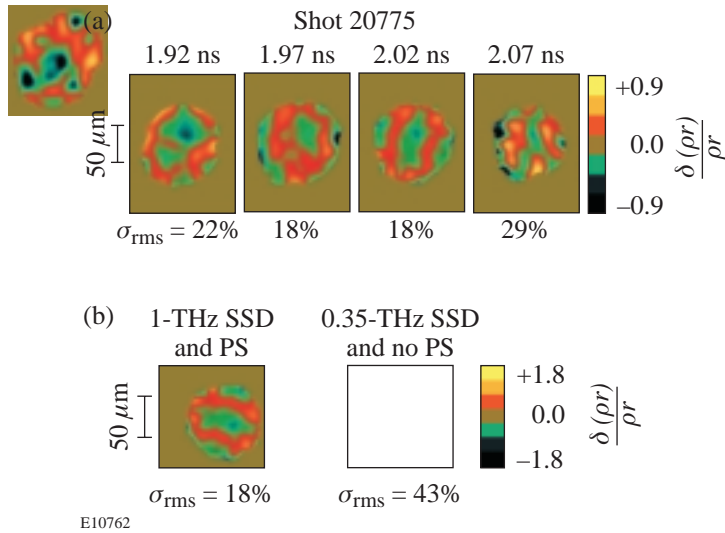 (a)
Shot 20775
1.92 ns 1.97 ns 2.02 ns 2.07 ns
50 μm
+0.9
0.0
–0.9
δ (ρr)
ρr
σrms = 22% 18% 18% 29%
(b)
1-THz SSD
and PS
0.35-THz SSD
and no PS
50 μm
+1.8
0.0
–1.8
δ (ρr)
ρr
σrms = 18% σrms = 43%
E10762